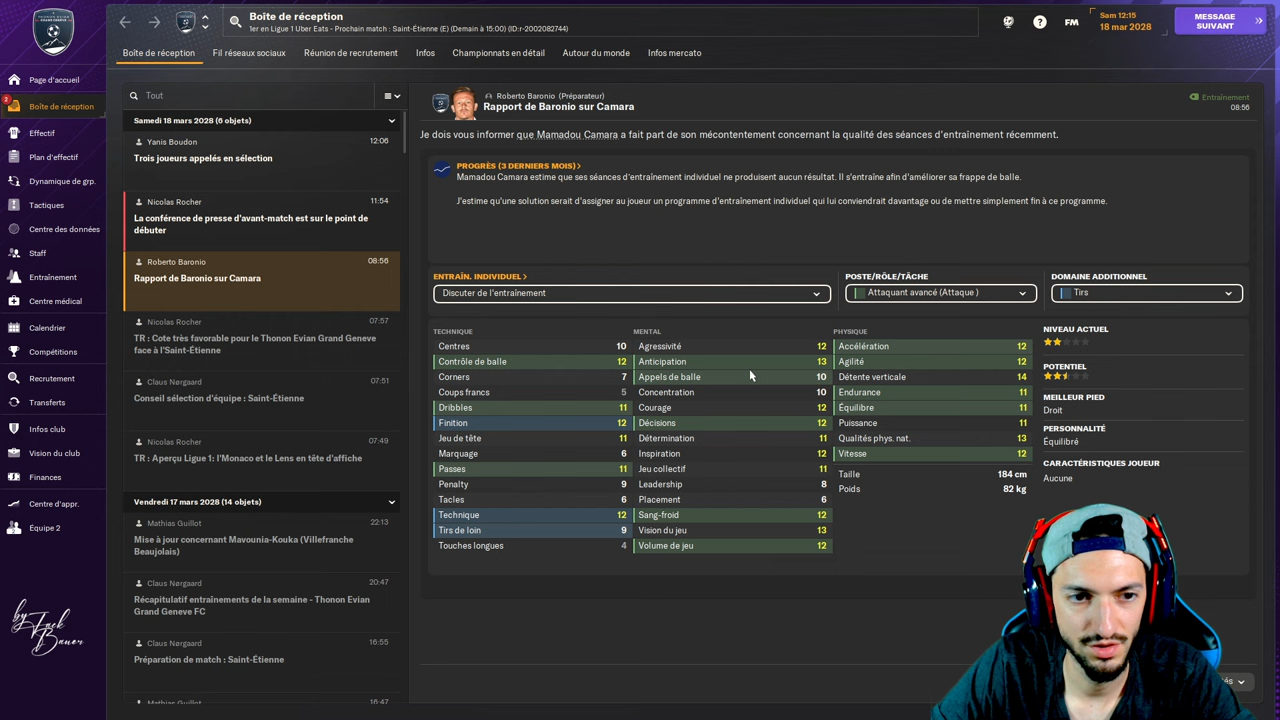 Boîte de réception
1er en Ligue 1 Uber Eats - Prochain match : Saint-Étienne (E) (Demain à 15:00) (ID:r-2002082744)
FM
Sam 12:15
18 mar 2028
MESSAGE SUIVANT
Boîte de réception
Fil réseaux sociaux
Réunion de recrutement
Infos
Championnats en détail
Autour du monde
Infos mercato
Page d'accueil
2
Boîte de réception
Effectif
Plan d'effectif
Dynamique de grp.
Tactiques
Centre des données
Staff
Entraînement
Centre médical
Calendrier
Compétitions
Recrutement
Transferts
Infos club
Vision du club
Finances
Centre d'appr.
Équipe 2
by Jack Bauer
Tout
Samedi 18 mars 2028 (6 objets)
Yanis Boudon 12:06
Trois joueurs appelés en sélection
Nicolas Rocher 11:54
La conférence de presse d'avant-match est sur le point de
débuter
Roberto Baronio 08:56
Rapport de Baronio sur Camara
Nicolas Rocher 07:57
TR : Cote très favorable pour le Thonon Evian Grand Geneve
face à l'Saint-Étienne
Claus Nørgaard 07:51
Conseil sélection d'équipe : Saint-Étienne
Nicolas Rocher 07:49
TR : Aperçu Ligue 1: l'Monaco et le Lens en tête d'affiche
Vendredi 17 mars 2028 (14 objets)
Mathias Guillot 22:13
Mise à jour concernant Mavounia-Kouka (Villefranche
Beaujolais)
Claus Nørgaard 20:47
Récapitulatif entraînements de la semaine - Thonon Evian
Grand Geneve FC
Claus Nørgaard 16:55
Préparation de match : Saint-Étienne
Mathias Guillot 16:47
Roberto Baronio (Préparateur)
Rapport de Baronio sur Camara
Entraînement
08:56
Je dois vous informer que Mamadou Camara a fait part de son mécontentement concernant la qualité des séances d'entraînement récemment.
PROGRÈS (3 DERNIERS MOIS) >
Mamadou Camara estime que ses séances d'entraînement individuel ne produisent aucun résultat. Il s'entraîne afin d'améliorer sa frappe de balle.
J'estime qu'une solution serait d'assigner au joueur un programme d'entraînement individuel qui lui conviendrait davantage ou de mettre simplement fin à ce programme.
ENTRAÎN. INDIVIDUEL >
Discuter de l'entraînement
POSTE/RÔLE/TÂCHE
Attaquant avancé (Attaque )
DOMAINE ADDITIONNEL
Tirs
TECHNIQUE
Centres 10
Contrôle de balle 12
Corners 7
Coups francs 5
Dribbles 11
Finition 12
Jeu de tête 11
Marquage 6
Passes 11
Penalty 9
Tacles 6
Technique 12
Tirs de loin 9
Touches longues 4
MENTAL
Agressivité 12
Anticipation 13
Appels de balle 10
Concentration 10
Courage 12
Décisions 12
Détermination 11
Inspiration 12
Jeu collectif 11
Leadership 8
Placement 6
Sang-froid 12
Vision du jeu 13
Volume de jeu 12
PHYSIQUE
Accélération 12
Agilité 12
Détente verticale 14
Endurance 11
Équilibre 11
Puissance 11
Qualités phys. nat. 13
Vitesse 12
Taille 184 cm
Poids 82 kg
NIVEAU ACTUEL
POTENTIEL
MEILLEUR PIED
Droit
PERSONNALITÉ
Équilibré
CARACTÉRISTIQUES JOUEUR
Aucune